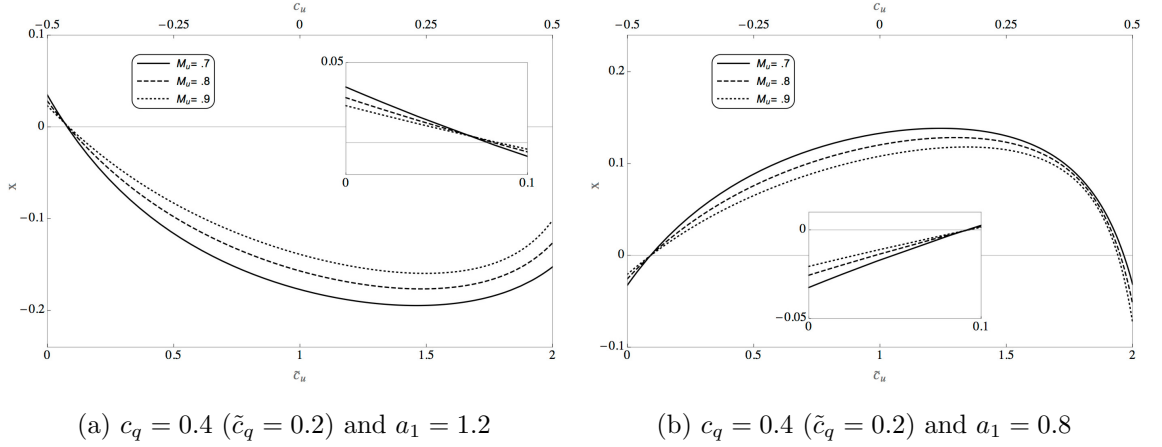 c_u
-0.5 -0.25 0 0.25 0.5
0.1
0
-0.1
-0.2
x
M_u= .7
M_u= .8
M_u= .9
0.05
0 0.1
0 0.5 1 1.5 2
c̃_u
(a) c_q = 0.4 (c̃_q = 0.2) and a_1 = 1.2
c_u
-0.5 -0.25 0 0.25 0.5
0.2
0.1
0
-0.1
x
M_u= .7
M_u= .8
M_u= .9
0
-0.05
0 0.1
0 0.5 1 1.5 2
c̃_u
(b) c_q = 0.4 (c̃_q = 0.2) and a_1 = 0.8